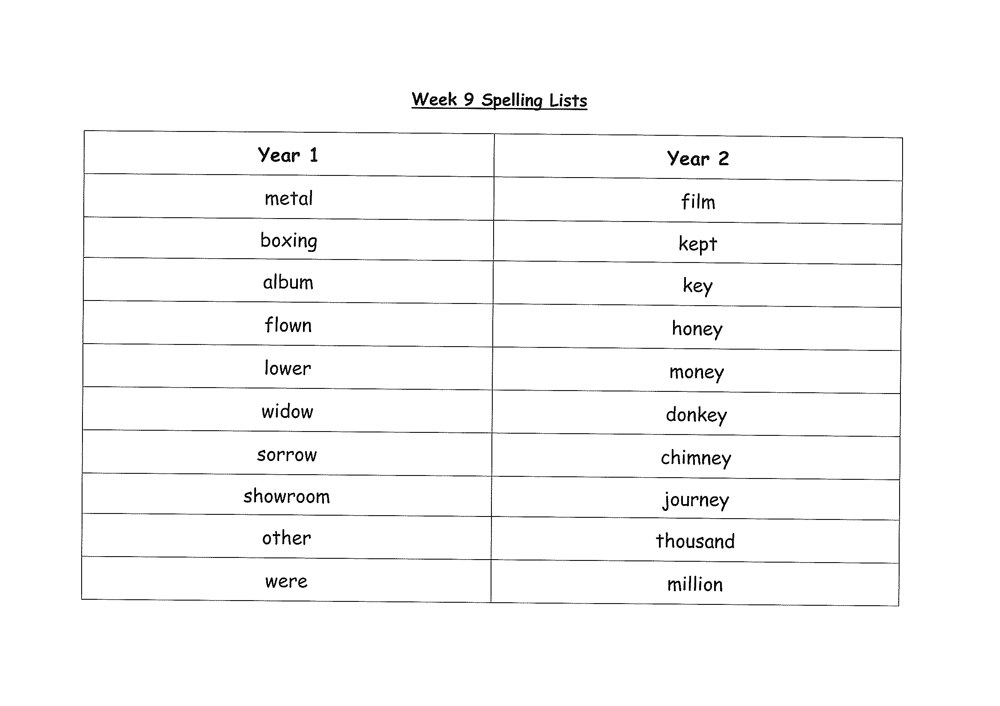 Week 9 Spelling Lists
Year 1 Year 2
metal film
boxing kept
album key
flown honey
lower money
widow donkey
sorrow chimney
showroom journey
other thousand
were million